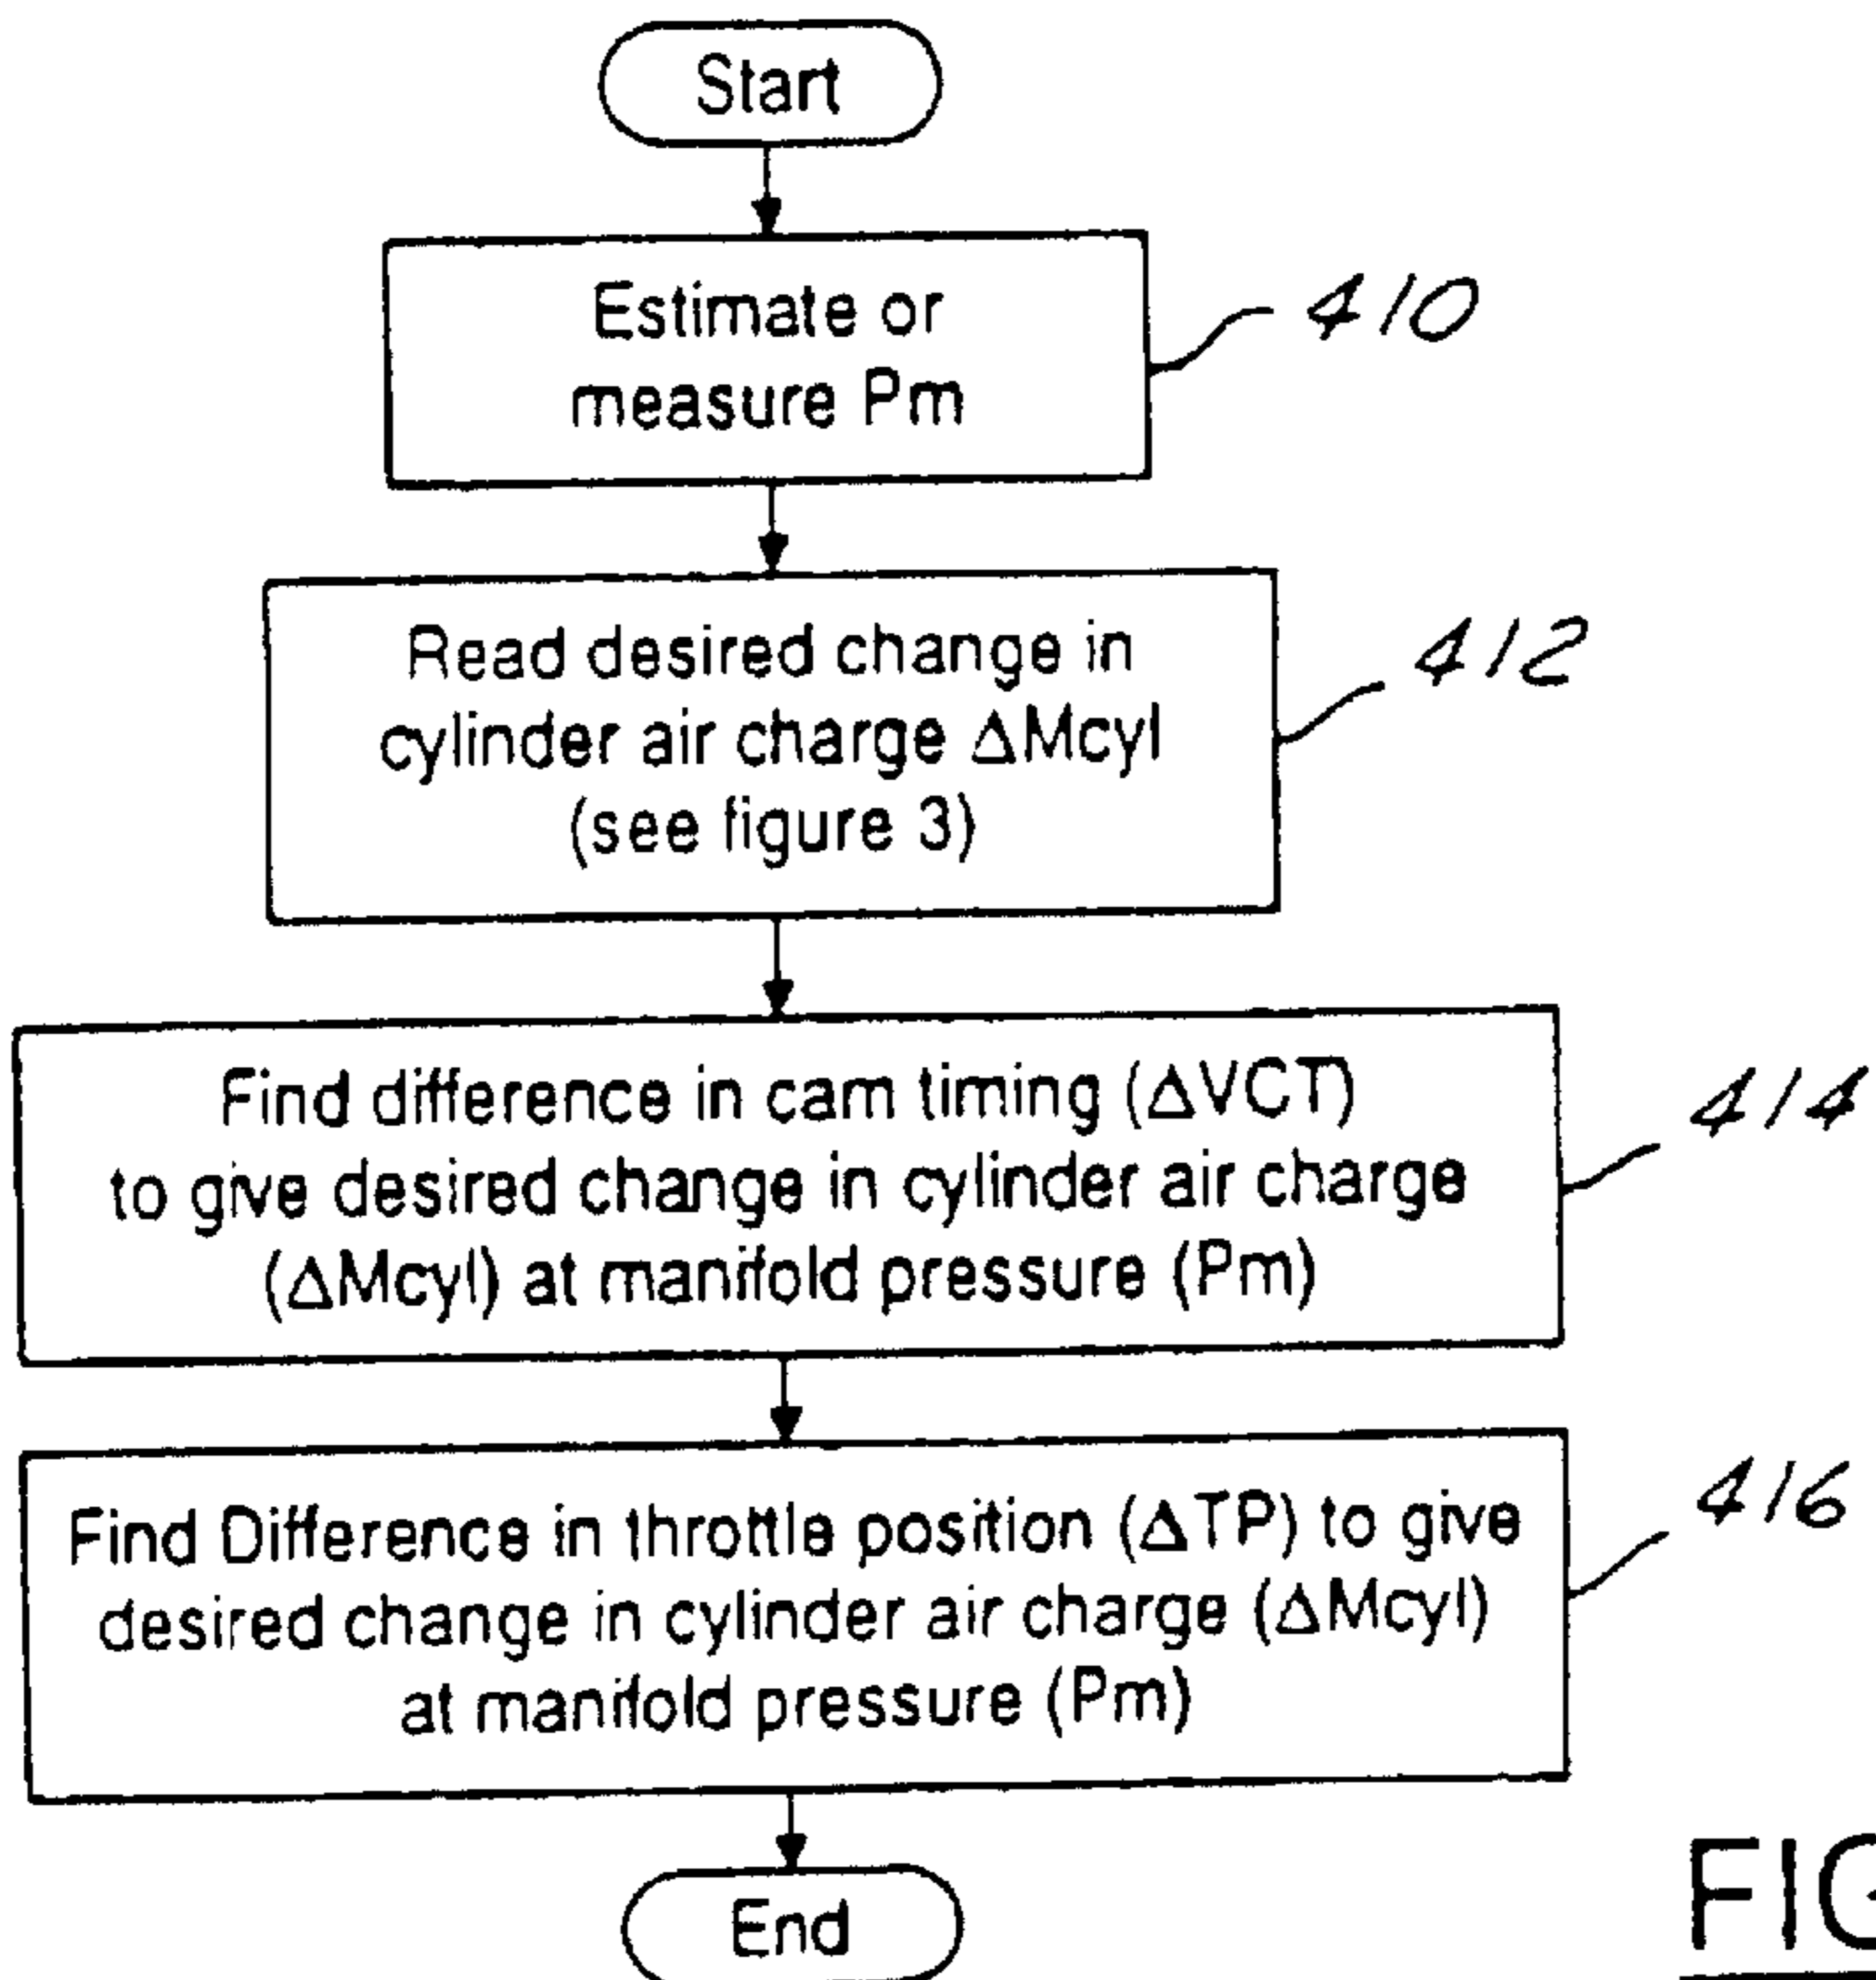 Start
Estimate or
measure Pm
410
Read desired change in
cylinder air charge ΔMcyl
(see figure 3)
412
Find difference in cam timing (ΔVCT)
to give desired change in cylinder air charge
(ΔMcyl) at manifold pressure (Pm)
414
Find Difference in throttle position (ΔTP) to give
desired change in cylinder air charge (ΔMcyl)
at manifold pressure (Pm)
416
End